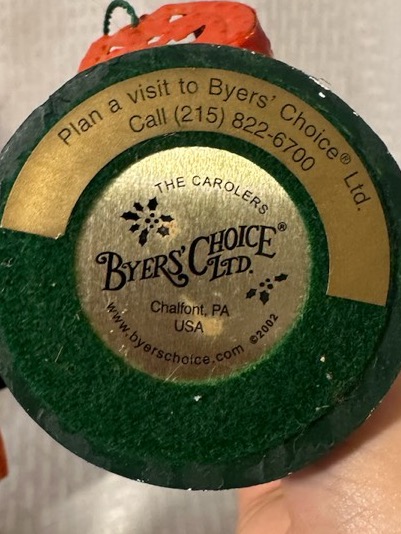 Plan a visit to Byers' Choice® Ltd.
Call (215) 822-6700
THE CAROLERS
BYERS' CHOICE®
LTD.
Chalfont, PA
USA
www.byerschoice.com ©2002